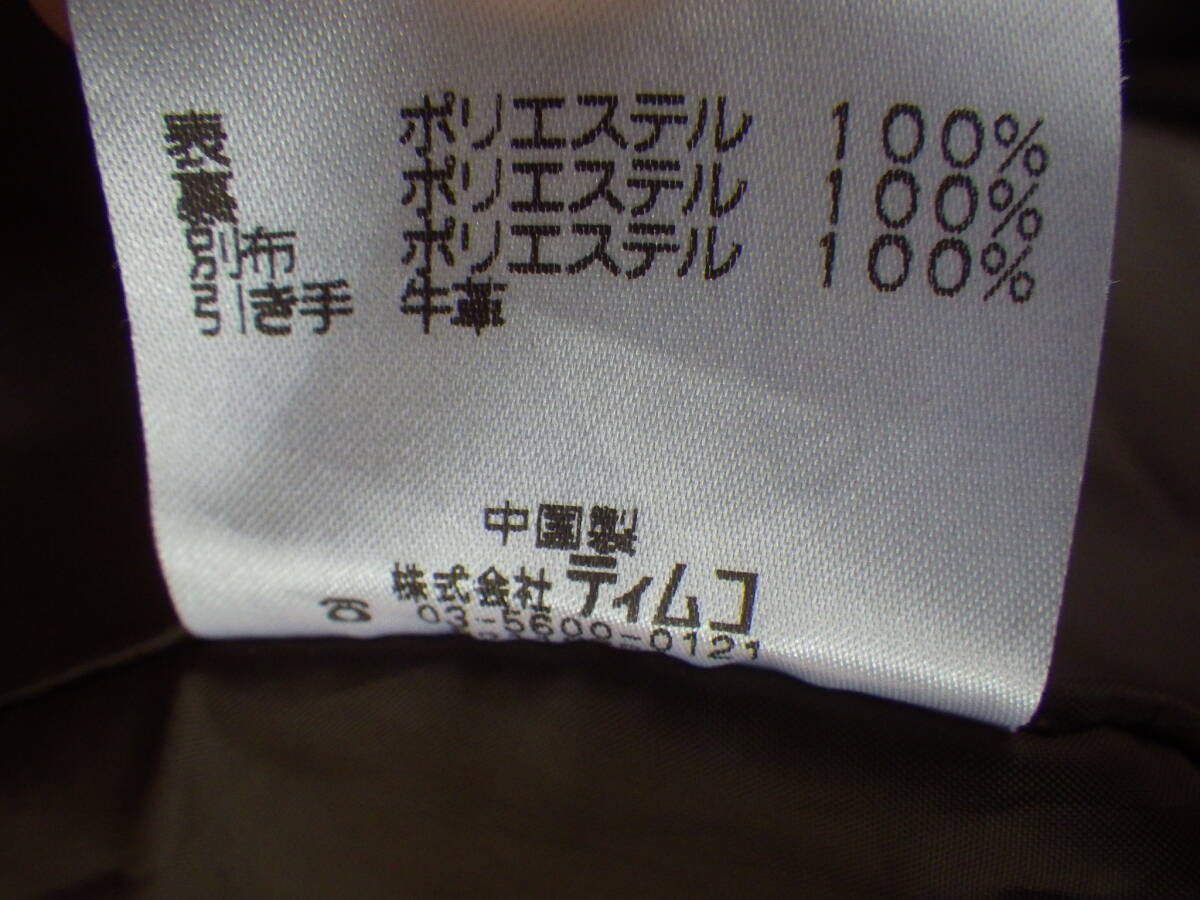 表 ポリエステル 100%
裏 ポリエステル 100%
別布 ポリエステル 100%
引き手 牛革
中国製
株式会社 ティムコ
03-5600-0121